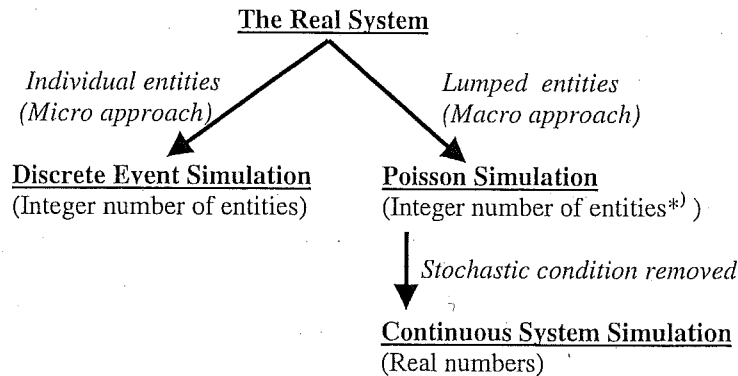 The Real System
Individual entities
(Micro approach)
Lumped entities
(Macro approach)
Discrete Event Simulation
(Integer number of entities)
Poisson Simulation
(Integer number of entities*) )
Stochastic condition removed
Continuous System Simulation
(Real numbers)